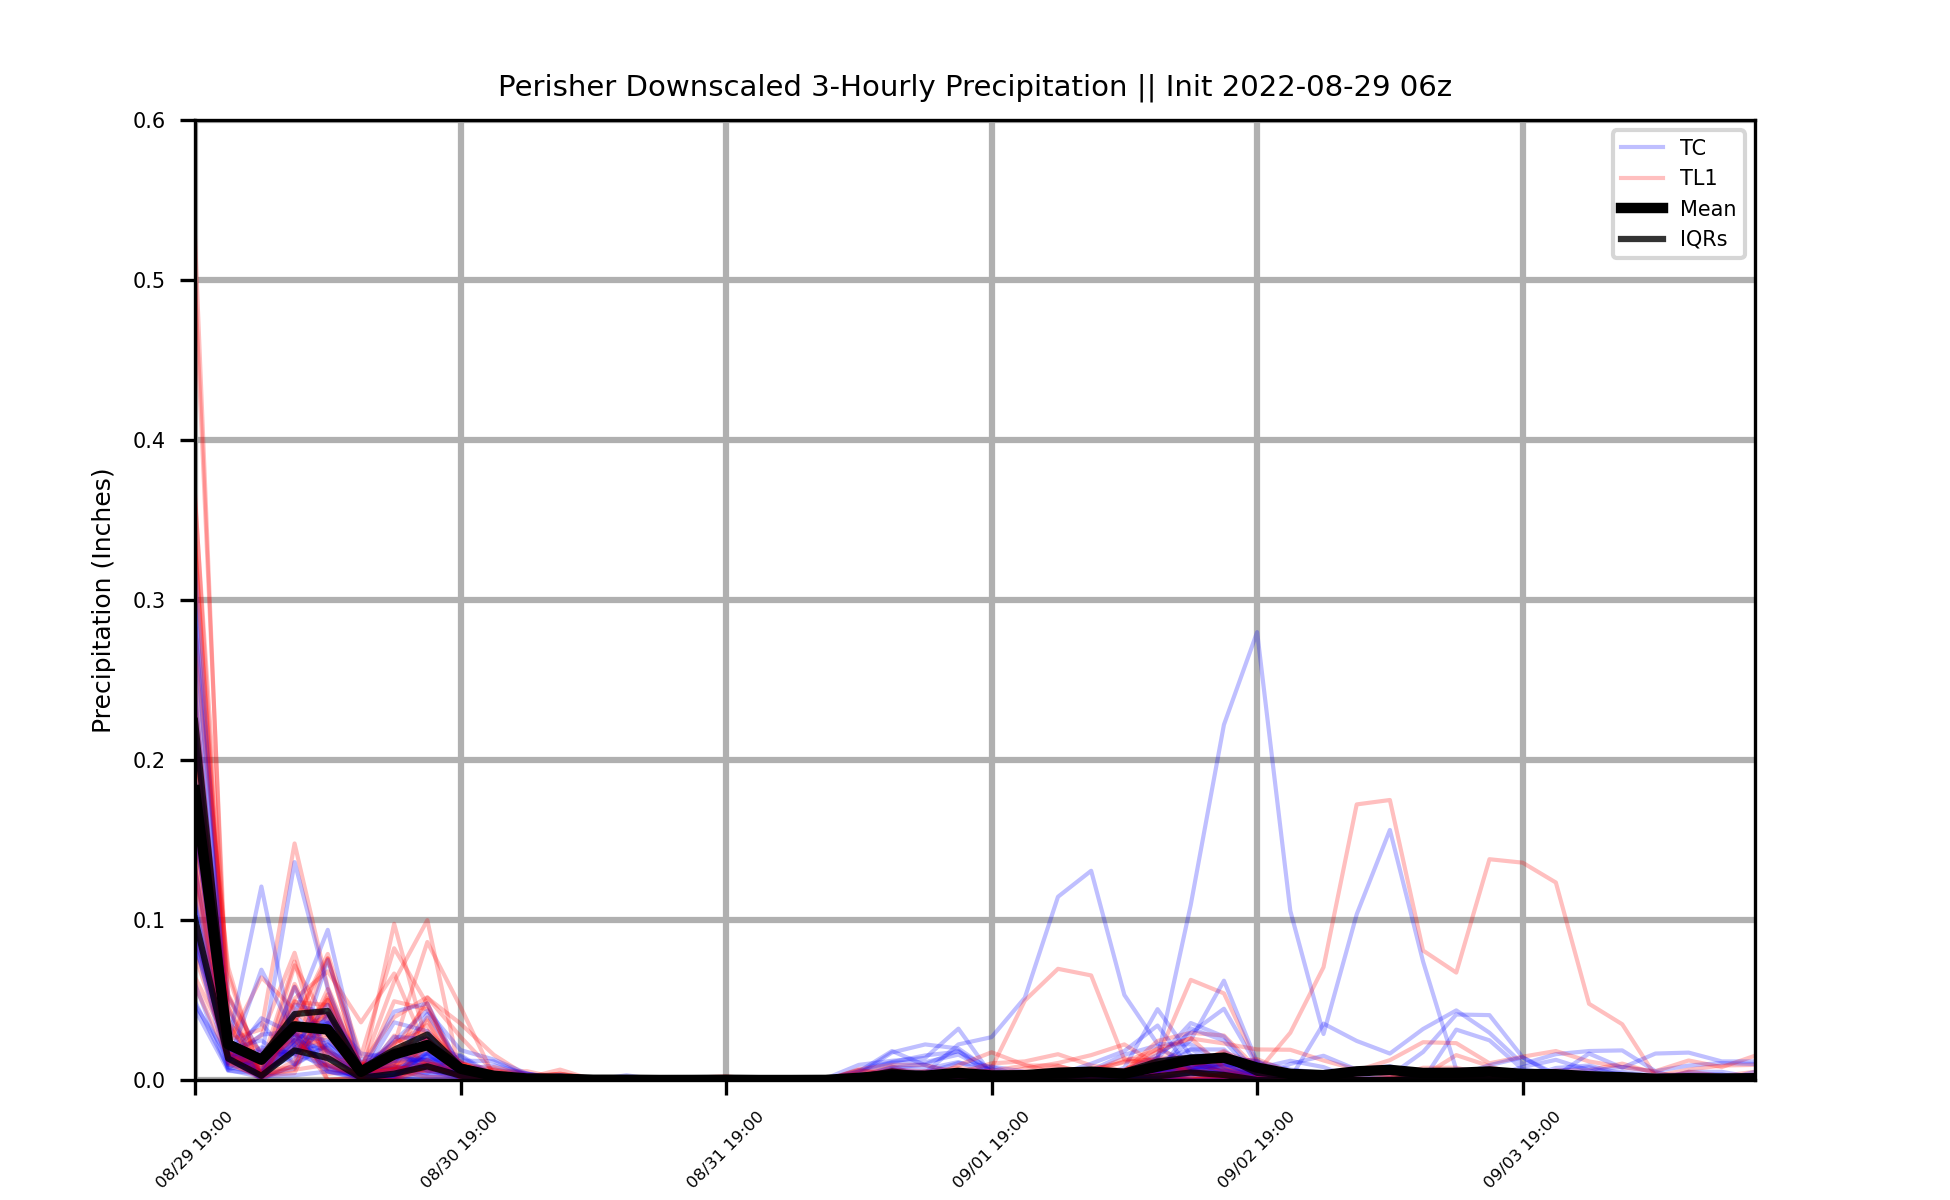 Perisher Downscaled 3-Hourly Precipitation || Init 2022-08-29 06z
0.6
0.5
0.4
0.3
0.2
0.1
0.0
Precipitation (Inches)
TC
TL1
Mean
IQRs
08/29 19:00
08/30 19:00
08/31 19:00
09/01 19:00
09/02 19:00
09/03 19:00